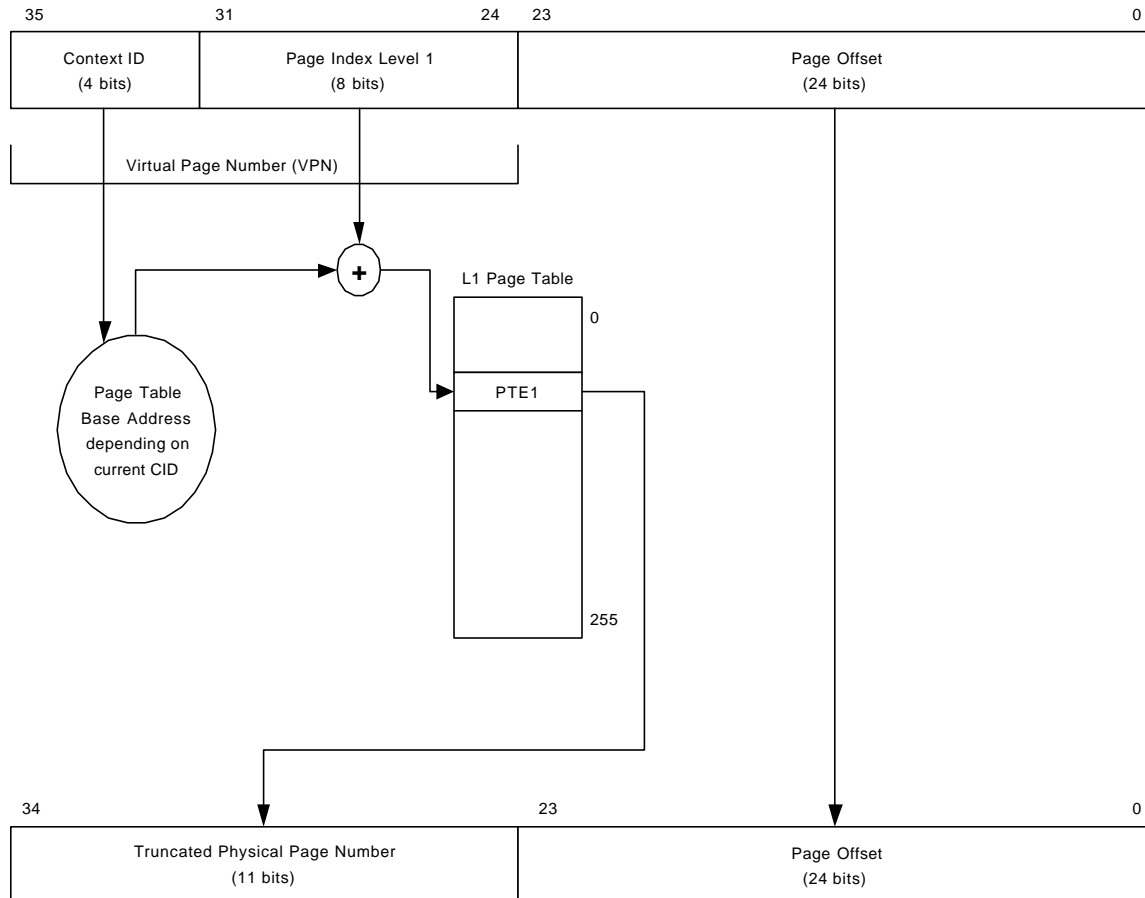 35 31 24 23 0
Context ID
(4 bits)
Page Index Level 1
(8 bits)
Page Offset
(24 bits)
Virtual Page Number (VPN)
+
L1 Page Table
0
PTE1
255
Page Table
Base Address
depending on
current CID
34 23 0
Truncated Physical Page Number
(11 bits)
Page Offset
(24 bits)